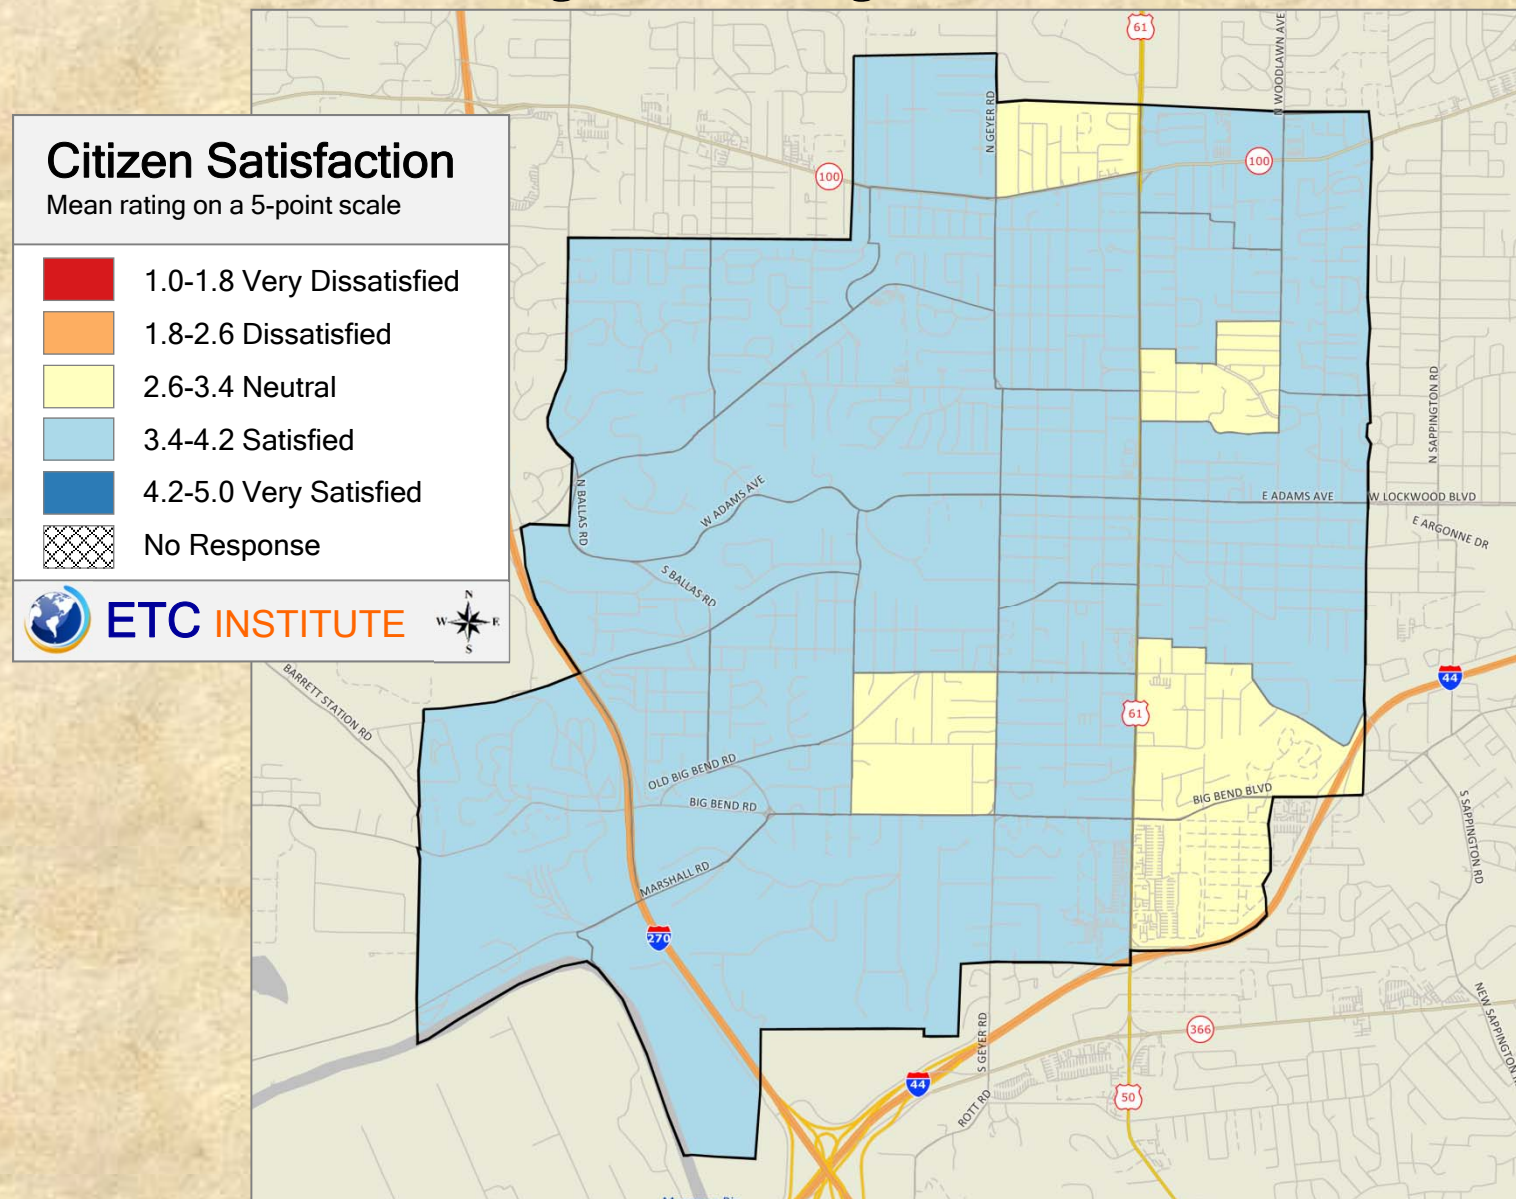 Citizen Satisfaction
Mean rating on a 5-point scale
1.0-1.8 Very Dissatisfied
1.8-2.6 Dissatisfied
2.6-3.4 Neutral
3.4-4.2 Satisfied
4.2-5.0 Very Satisfied
No Response
ETC INSTITUTE
N
W E
S
61
N WOODLAWN AVE
N GEYER RD
100
100
N SAPPINGTON RD
N BALLAS RD
W ADAMS AVE
E ADAMS AVE
W LOCKWOOD BLVD
E ARGONNE DR
S BALLAS RD
BARRETT STATION RD
44
61
OLD BIG BEND RD
BIG BEND RD
BIG BEND BLVD
S SAPPINGTON RD
MARSHALL RD
270
S GEYER RD
366
44
ROTT RD
50
NEW SAPPINGTON